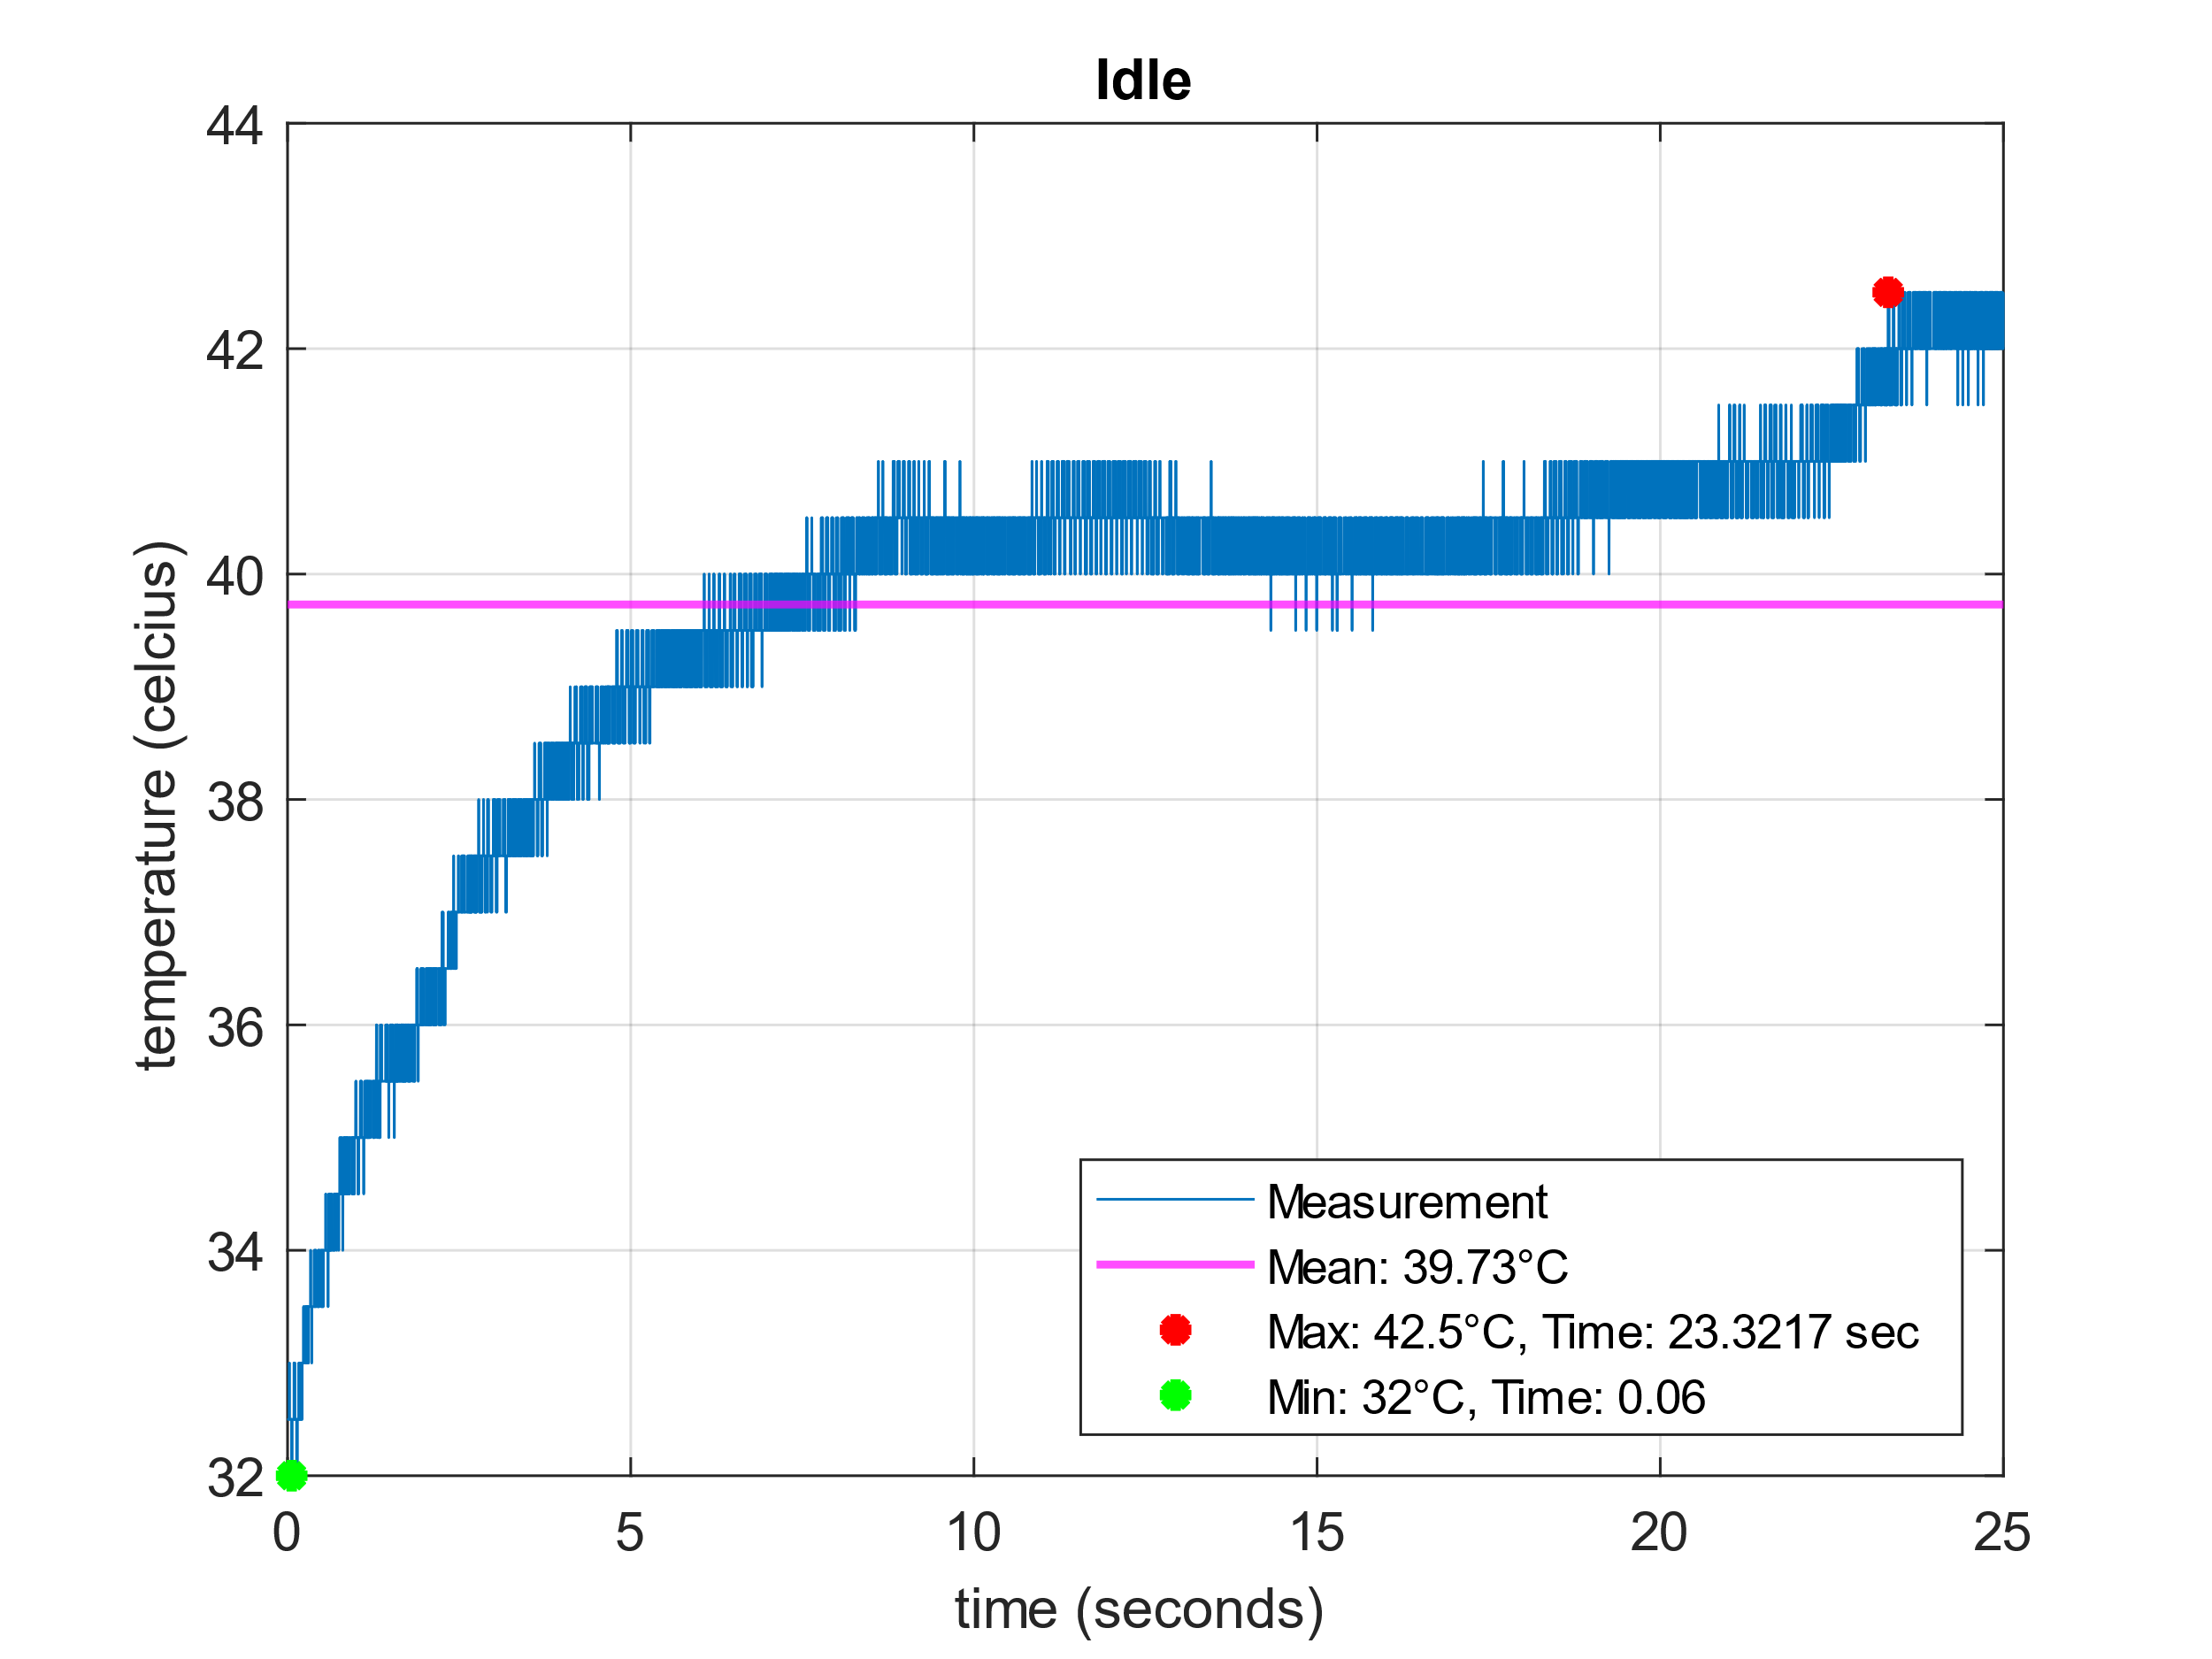 Idle
44
42
40
38
36
34
32
temperature (celcius)
Measurement
Mean: 39.73°C
Max: 42.5°C, Time: 23.3217 sec
Min: 32°C, Time: 0.06
0 5 10 15 20 25
time (seconds)